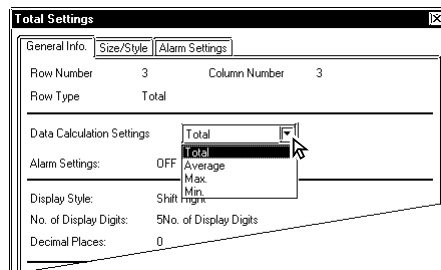 Total Settings
General Info. Size/Style Alarm Settings
Row Number 3 Column Number 3
Row Type Total
Data Calculation Settings Total
Total
Alarm Settings: OFF Average
Max.
Min.
Display Style: Shift Right
No. of Display Digits: 5No. of Display Digits
Decimal Places: 0